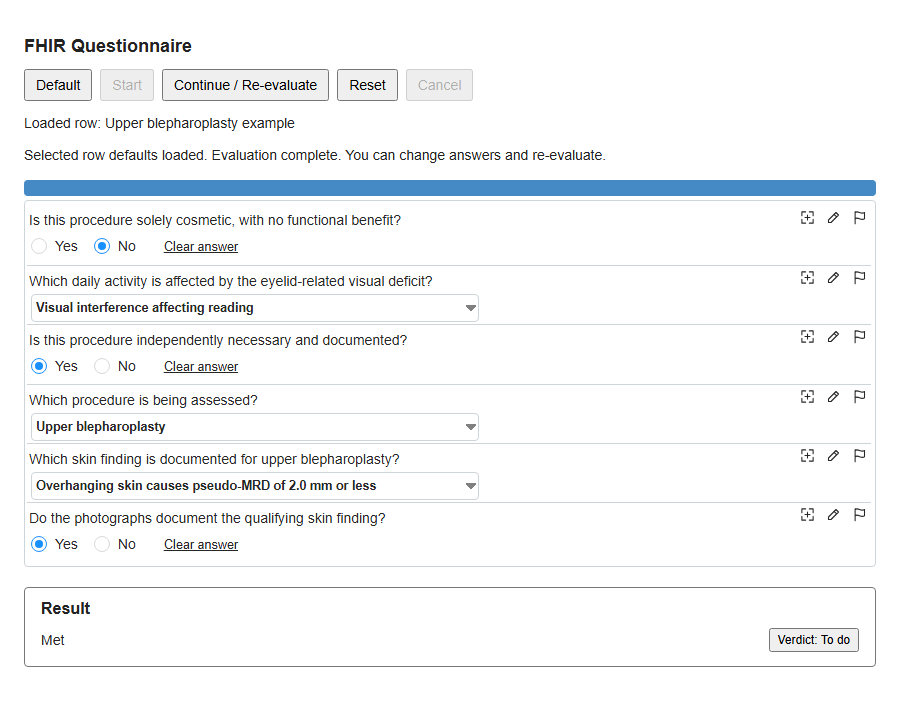 FHIR Questionnaire
Default Start Continue / Re-evaluate Reset Cancel
Loaded row: Upper blepharoplasty example
Selected row defaults loaded. Evaluation complete. You can change answers and re-evaluate.
Is this procedure solely cosmetic, with no functional benefit?
Yes No Clear answer
Which daily activity is affected by the eyelid-related visual deficit?
Visual interference affecting reading
Is this procedure independently necessary and documented?
Yes No Clear answer
Which procedure is being assessed?
Upper blepharoplasty
Which skin finding is documented for upper blepharoplasty?
Overhanging skin causes pseudo-MRD of 2.0 mm or less
Do the photographs document the qualifying skin finding?
Yes No Clear answer
Result
Met Verdict: To do